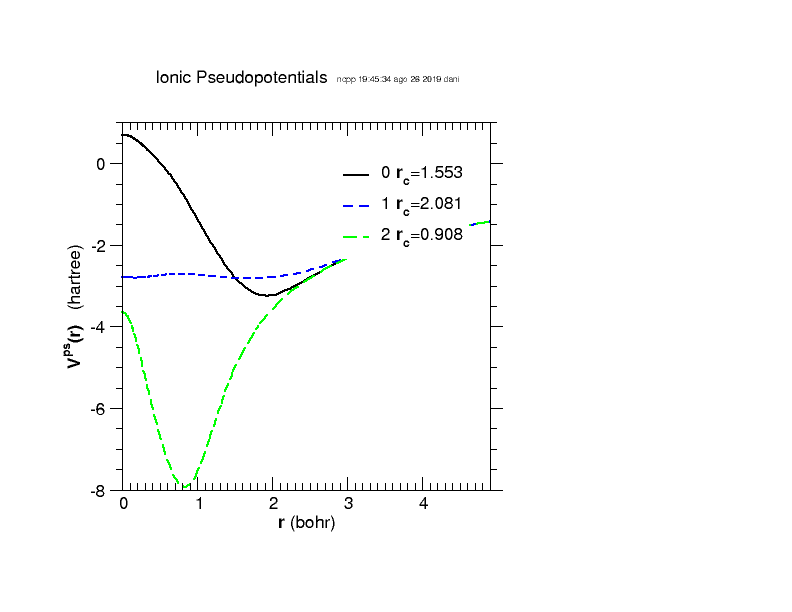 Ionic Pseudopotentials ncpp 19:45:34 ago 26 2019 dani
0 rc=1.553
1 rc=2.081
2 rc=0.908
0
-2
-4
-6
-8
Vps(r) (hartree)
0 1 2 3 4
r (bohr)